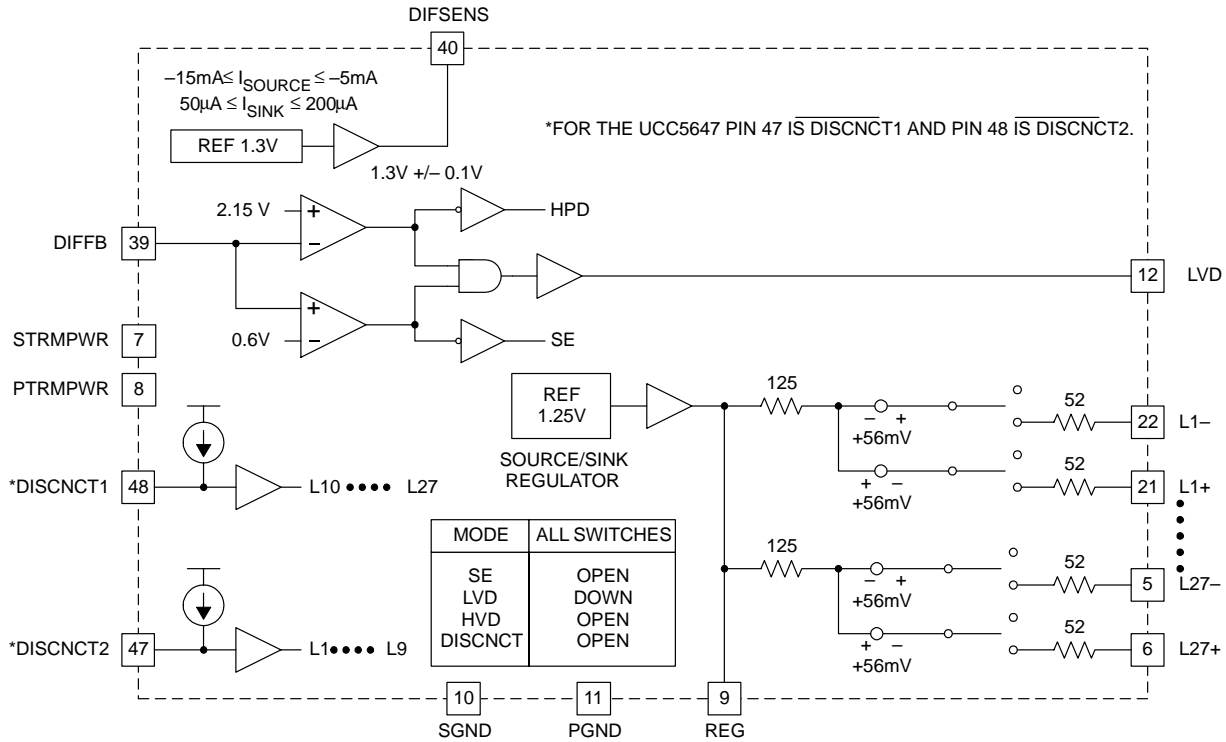 DIFSENS
40
–15mA≤ ISOURCE ≤ –5mA
50µA ≤ ISINK ≤ 200µA
*FOR THE UCC5647 PIN 47 IS DISCNCT1 AND PIN 48 IS DISCNCT2.
REF 1.3V
1.3V +/– 0.1V
2.15 V
+
–
HPD
DIFFB
39
12
LVD
0.6V
+
–
SE
STRMPWR
7
PTRMPWR
8
REF
1.25V
SOURCE/SINK
REGULATOR
125
– +
+56mV
52
22
L1–
+ –
+56mV
52
21
L1+
*DISCNCT1
48
L10 •••• L27
MODE ALL SWITCHES
SE OPEN
LVD DOWN
HVD OPEN
DISCNCT OPEN
125
– +
+56mV
52
5
L27–
+ –
+56mV
52
6
L27+
*DISCNCT2
47
L1•••• L9
10
SGND
11
PGND
9
REG